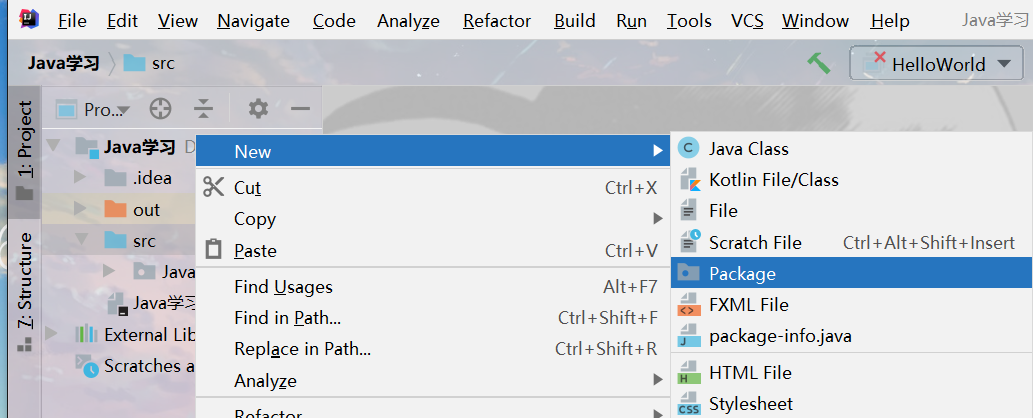 File Edit View Navigate Code Analyze Refactor Build Run Tools VCS Window Help Java学习
Java学习 src HelloWorld
1: Project
7: Structure
Pro...
Java学习 D
.idea
out
src
Java
Java学习
External Lib
Scratches a
New
Cut Ctrl+X
Copy
Paste Ctrl+V
Find Usages Alt+F7
Find in Path... Ctrl+Shift+F
Replace in Path... Ctrl+Shift+R
Analyze
Refactor
Java Class
Kotlin File/Class
File
Scratch File Ctrl+Alt+Shift+Insert
Package
FXML File
package-info.java
HTML File
Stylesheet